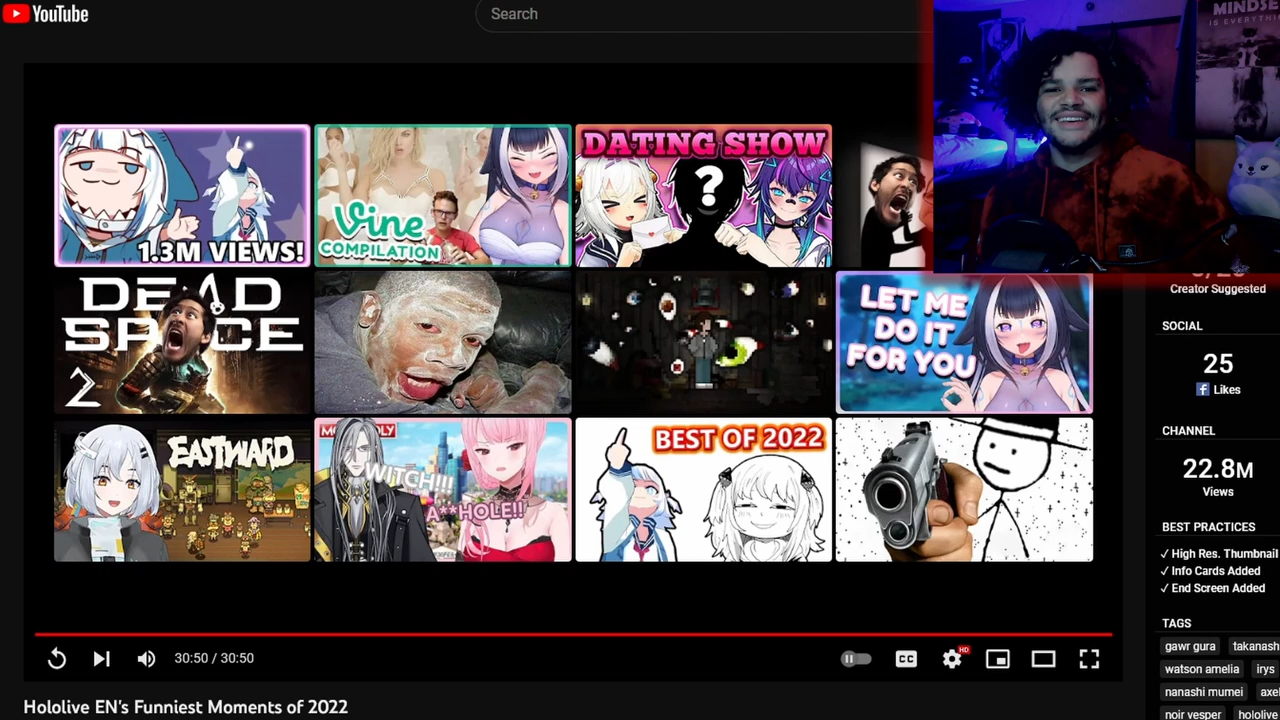 YouTube
Search
MINDSE
IS EVERYTHI
1.3M VIEWS!
Vine
COMPILATION
DATING SHOW
?
DEAD
SPACE
2
LET ME
DO IT
FOR YOU
Creator Suggested
SOCIAL
25
Likes
EASTWARD
WITCH!!!
A**HOLE!!
BEST OF 2022
CHANNEL
22.8M
Views
BEST PRACTICES
✓ High Res. Thumbnail
✓ Info Cards Added
✓ End Screen Added
TAGS
gawr gura takanash
watson amelia irys
nanashi mumei axel
noir vesper hololive
30:50 / 30:50
CC
HD
Hololive EN's Funniest Moments of 2022